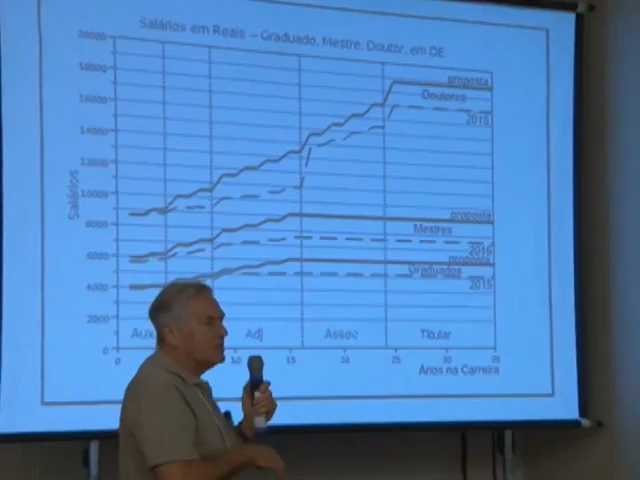 Salários em Reais – Graduado, Mestre, Doutor, em DE
20000
18000
16000
14000
12000
10000
8000
6000
4000
2000
0
Salários
proposta
Doutores
2015
proposta
Mestres
2015
proposta
Graduados
2015
Aux
Adj
Assoc
Titular
0
10
15
20
25
30
35
Anos na Carreira